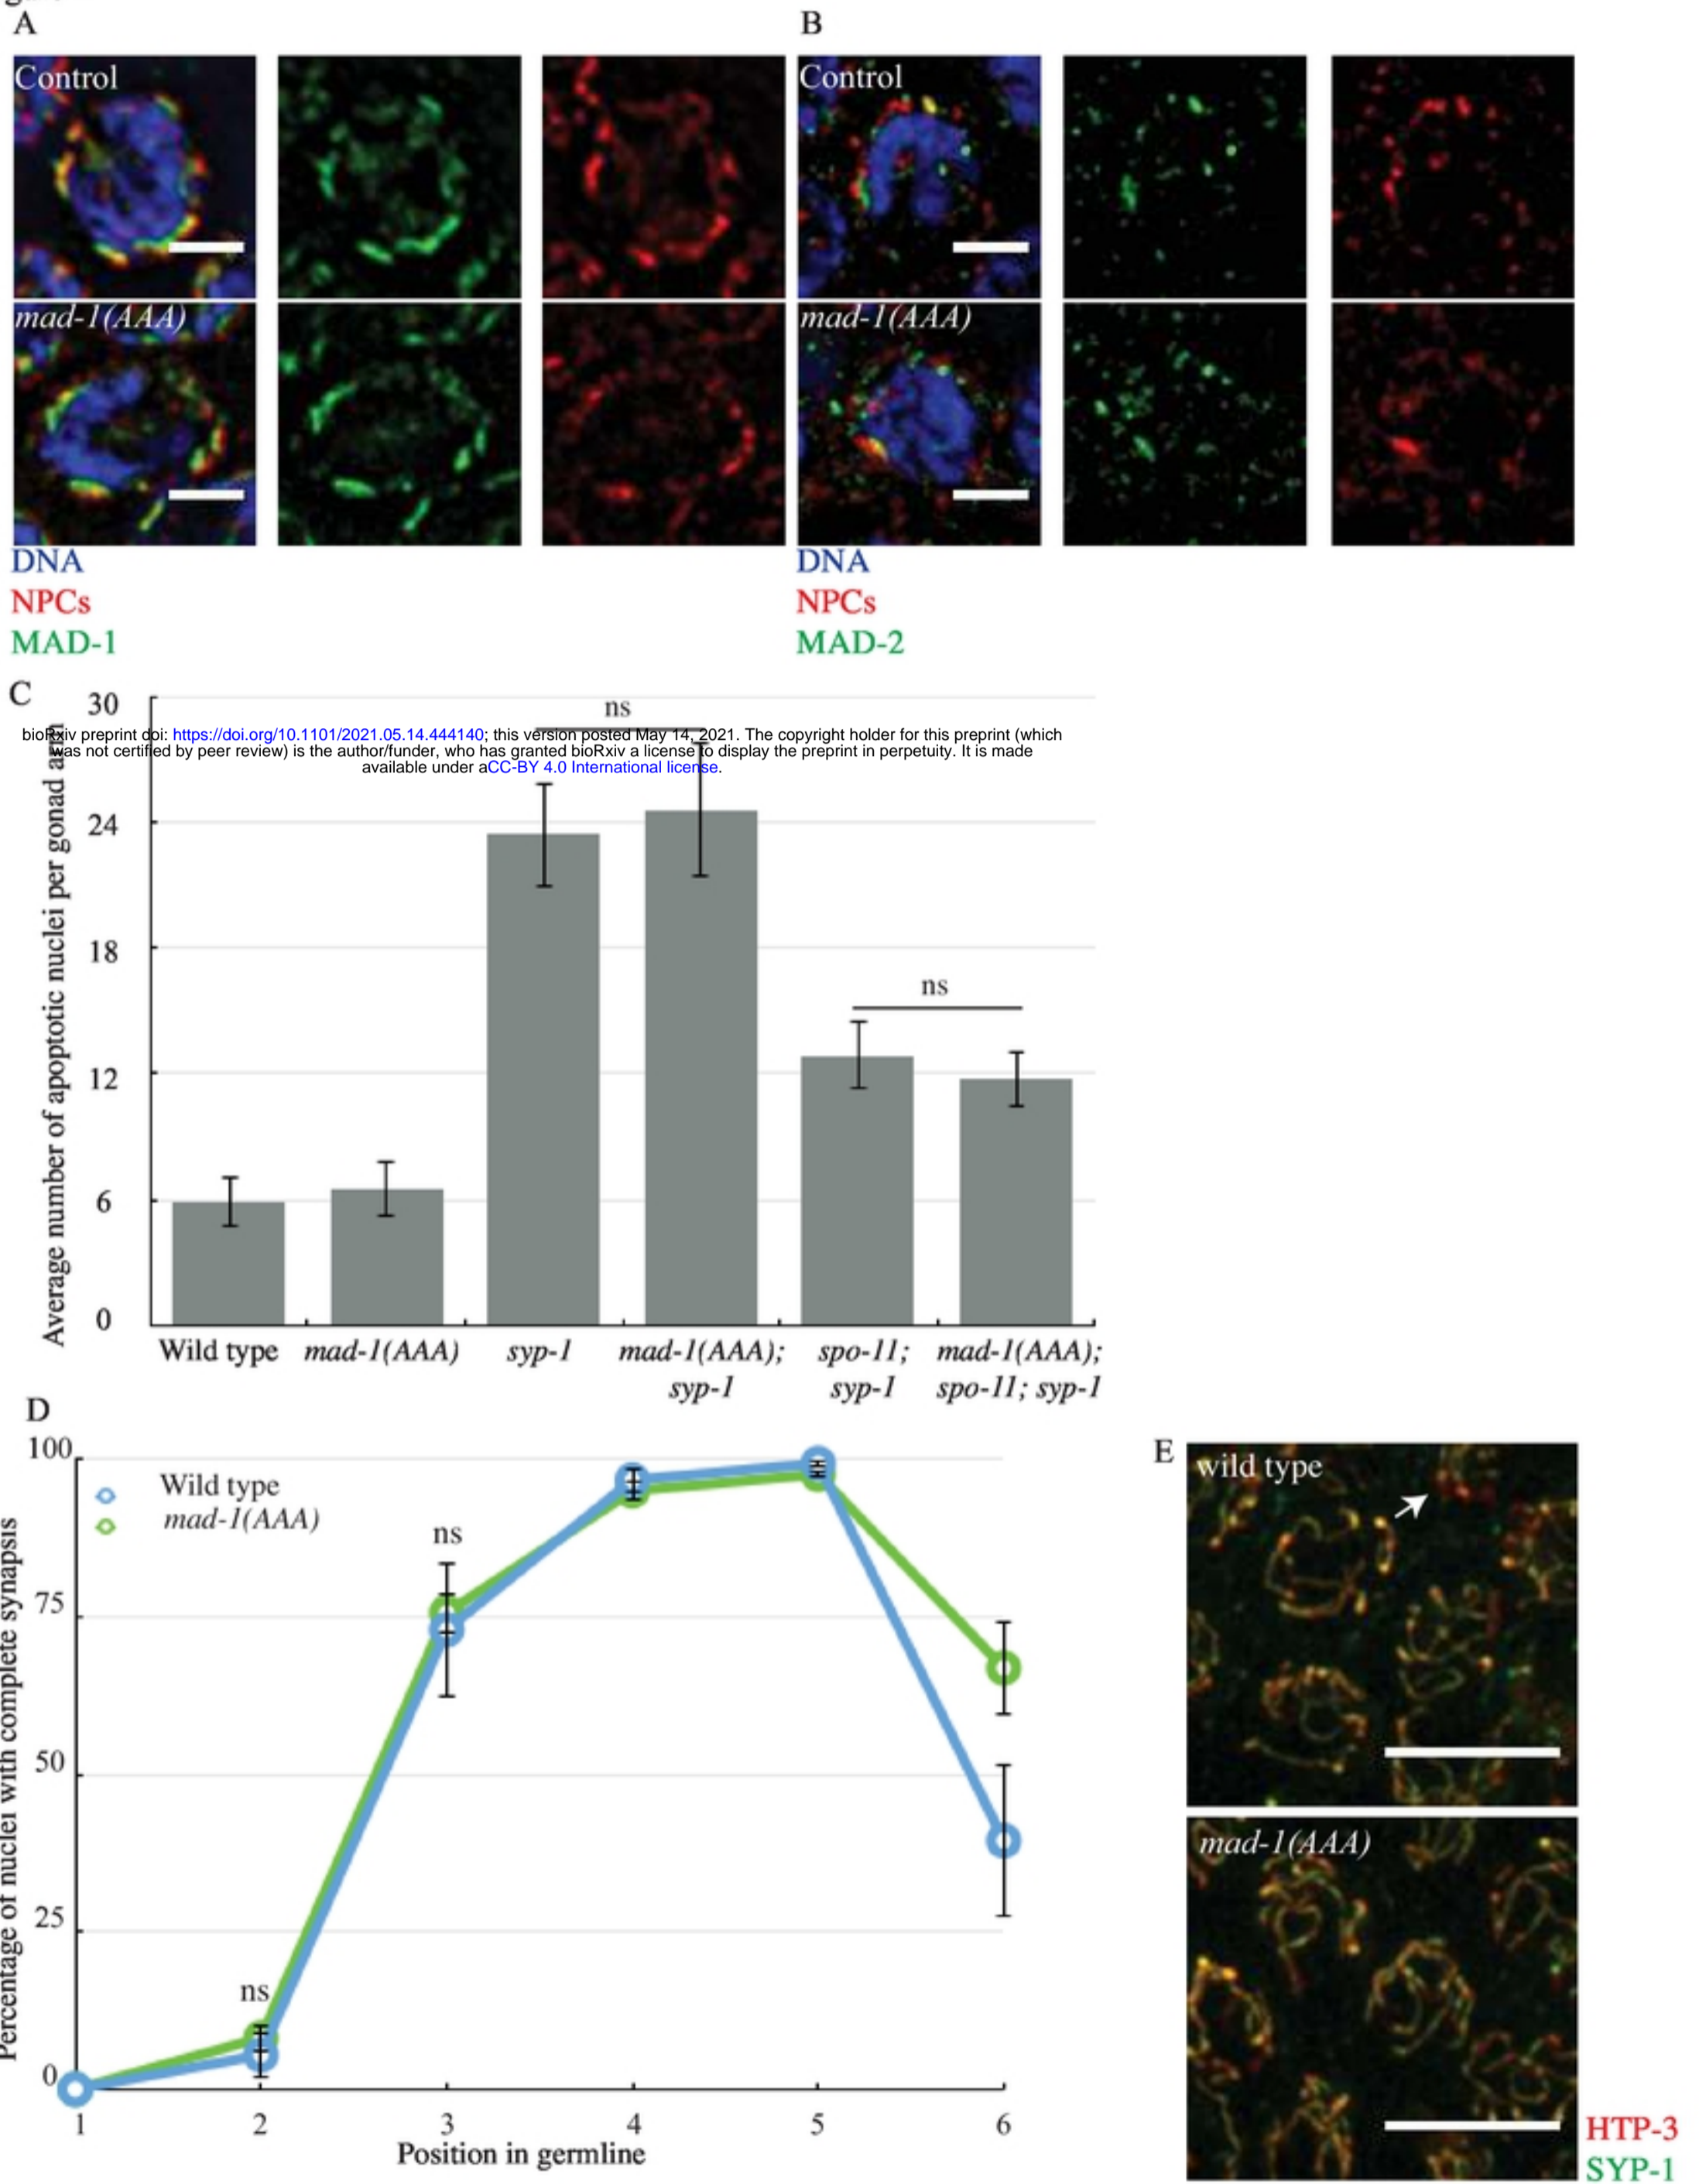 A
B
Control
Control
mad-1(AAA)
mad-1(AAA)
DNA
NPCs
MAD-1
DNA
NPCs
MAD-2
C
Average number of apoptotic nuclei per gonad arm
30
24
18
12
6
0
ns
bioRxiv preprint doi: https://doi.org/10.1101/2021.05.14.444140; this version posted May 14, 2021. The copyright holder for this preprint (which
was not certified by peer review) is the author/funder, who has granted bioRxiv a license to display the preprint in perpetuity. It is made
available under aCC-BY 4.0 International license.
ns
Wild type
mad-1(AAA)
syp-1
mad-1(AAA);
syp-1
spo-11;
syp-1
mad-1(AAA);
spo-11; syp-1
D
Percentage of nuclei with complete synapsis
100
75
50
25
0
Wild type
mad-1(AAA)
ns
ns
1
2
3
4
5
6
Position in germline
E
wild type
mad-1(AAA)
HTP-3
SYP-1